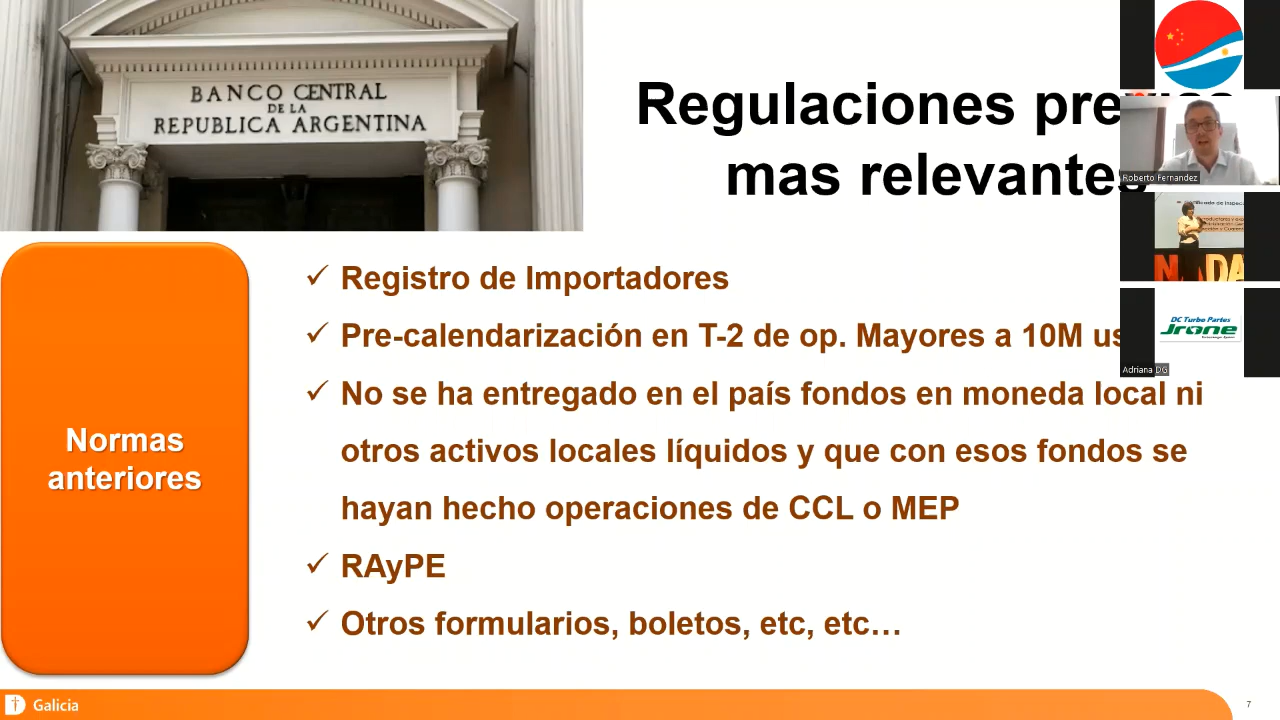 BANCO CENTRAL
DE LA
REPUBLICA ARGENTINA
Regulaciones
mas relevantes
Normas
anteriores
✓ Registro de Importadores
✓ Pre-calendarización en T-2 de op. Mayores a 10M
✓ No se ha entregado en el país fondos en moneda local ni
otros activos locales líquidos y que con esos fondos se
hayan hecho operaciones de CCL o MEP
✓ RAyPE
✓ Otros formularios, boletos, etc, etc…
Galicia
7
Roberto Fernandez
DC Turbo Partes
Jrone
Adriana DG